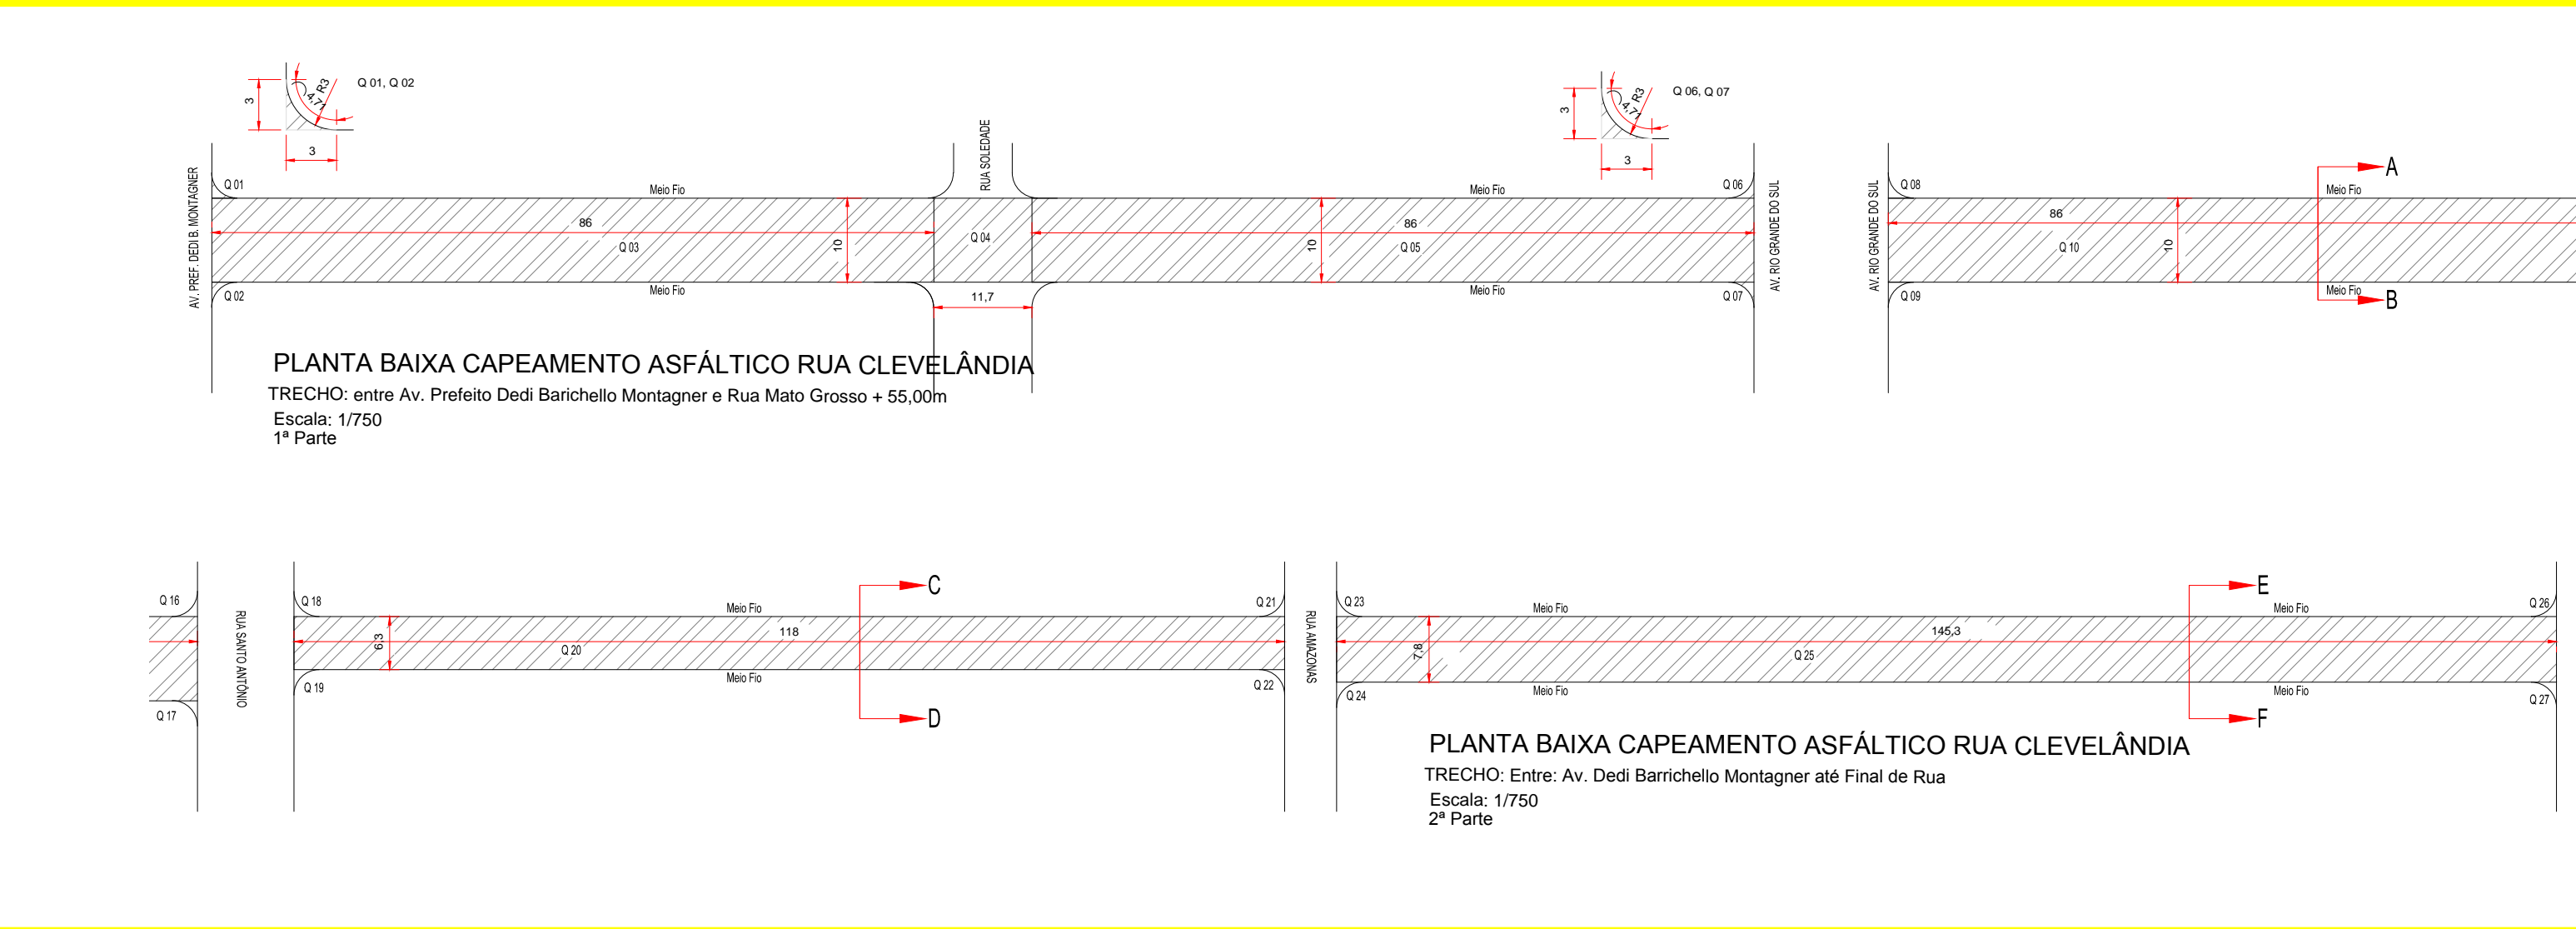 3
R3
4,71
Q 01, Q 02
3
3
R3
4,71
Q 06, Q 07
3
AV. PREF. DEDI B. MONTAGNER
Q 01
Meio Fio
RUA SOLEDADE
Meio Fio
Q 06
AV. RIO GRANDE DO SUL
AV. RIO GRANDE DO SUL
Q 08
Meio Fio
A
86
Q 03
10
Q 04
10
86
Q 05
86
Q 10
10
Q 02
Meio Fio
11,7
Meio Fio
Q 07
Q 09
Meio Fio
B
PLANTA BAIXA CAPEAMENTO ASFÁLTICO RUA CLEVELÂNDIA
TRECHO: entre Av. Prefeito Dedi Barichello Montagner e Rua Mato Grosso + 55,00m
Escala: 1/750
1ª Parte
Q 16
RUA SANTO ANTÔNIO
Q 18
Meio Fio
C
Q 21
RUA AMAZONAS
Q 23
Meio Fio
E
Meio Fio
Q 26
6,3
Q 20
118
7,8
145,3
Q 25
Q 17
Q 19
Meio Fio
D
Q 22
Q 24
Meio Fio
F
Meio Fio
Q 27
PLANTA BAIXA CAPEAMENTO ASFÁLTICO RUA CLEVELÂNDIA
TRECHO: Entre: Av. Dedi Barrichello Montagner até Final de Rua
Escala: 1/750
2ª Parte